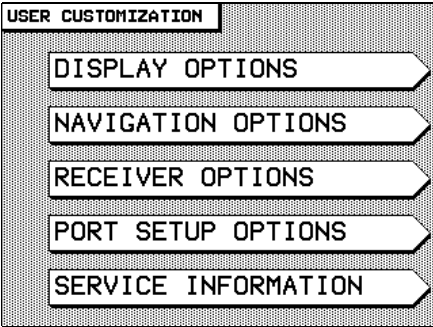 USER CUSTOMIZATION
DISPLAY OPTIONS
NAVIGATION OPTIONS
RECEIVER OPTIONS
PORT SETUP OPTIONS
SERVICE INFORMATION